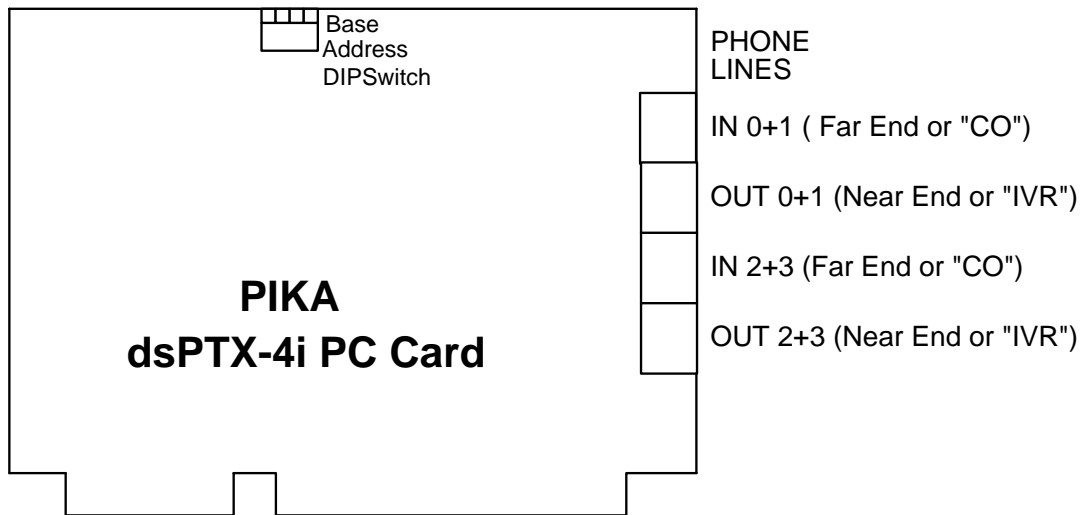 Base
Address
DIPSwitch
PHONE
LINES
IN 0+1 ( Far End or "CO")
OUT 0+1 (Near End or "IVR")
IN 2+3 (Far End or "CO")
OUT 2+3 (Near End or "IVR")
PIKA
dsPTX-4i PC Card